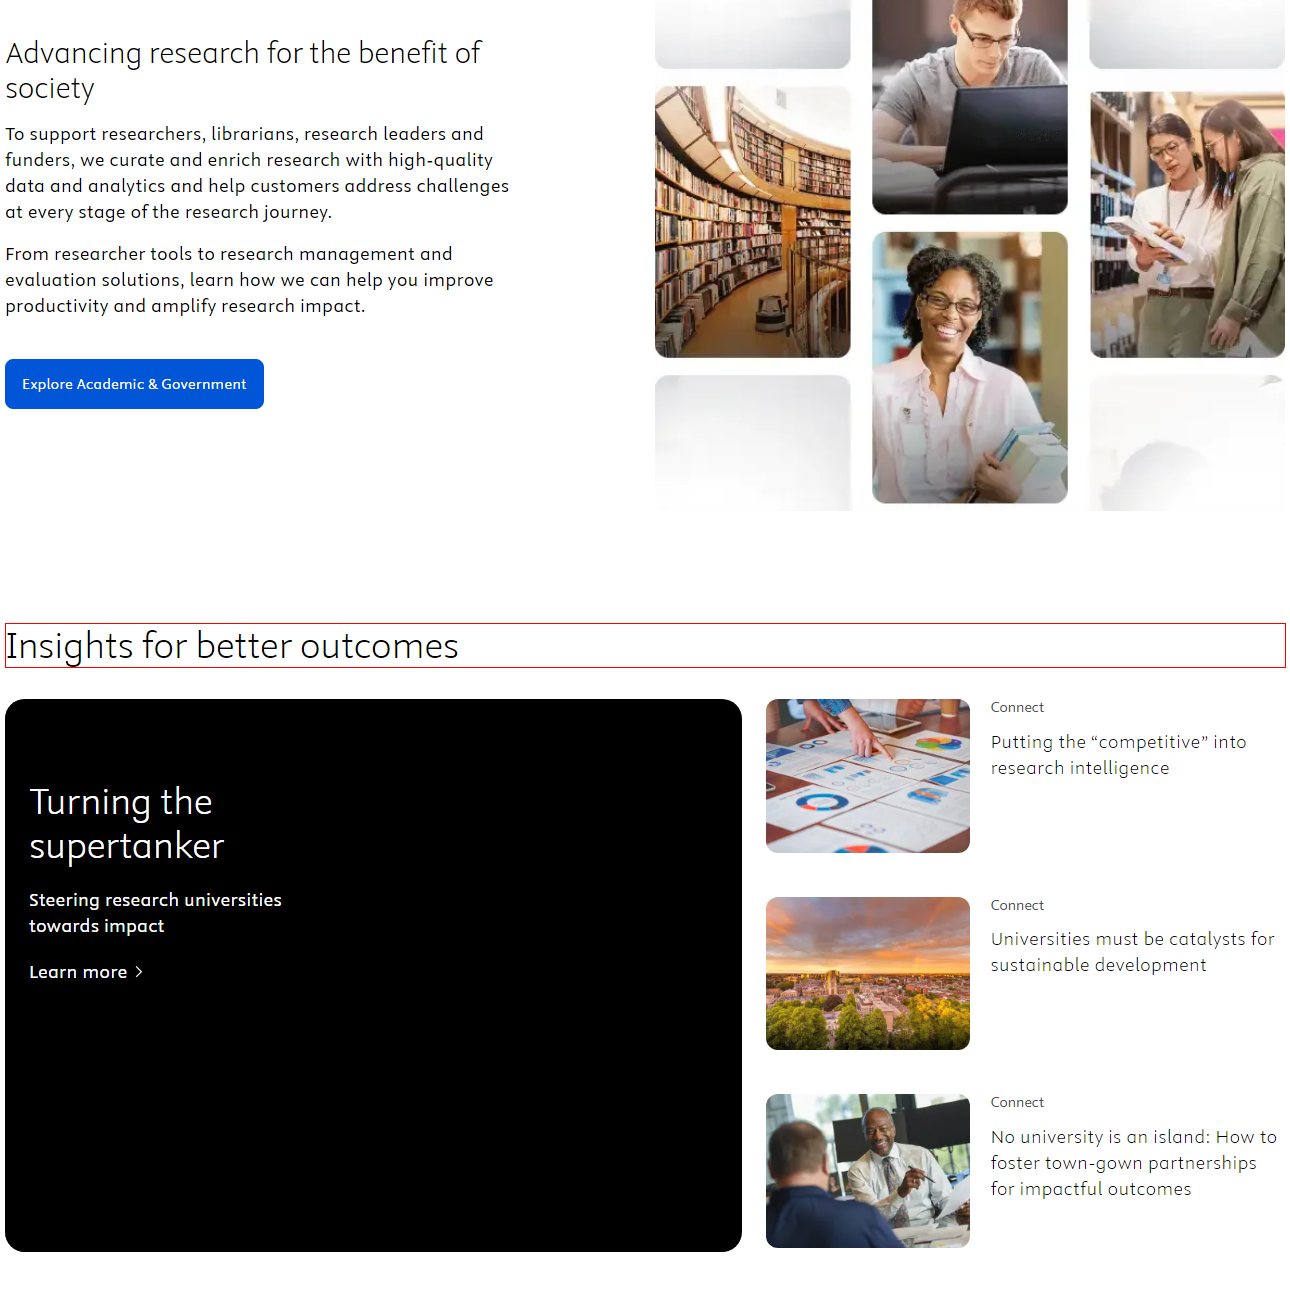 Advancing research for the benefit of
society
To support researchers, librarians, research leaders and
funders, we curate and enrich research with high-quality
data and analytics and help customers address challenges
at every stage of the research journey.
From researcher tools to research management and
evaluation solutions, learn how we can help you improve
productivity and amplify research impact.
Explore Academic & Government
Insights for better outcomes
Turning the
supertanker
Steering research universities
towards impact
Learn more
Connect
Putting the “competitive” into
research intelligence
Connect
Universities must be catalysts for
sustainable development
Connect
No university is an island: How to
foster town-gown partnerships
for impactful outcomes